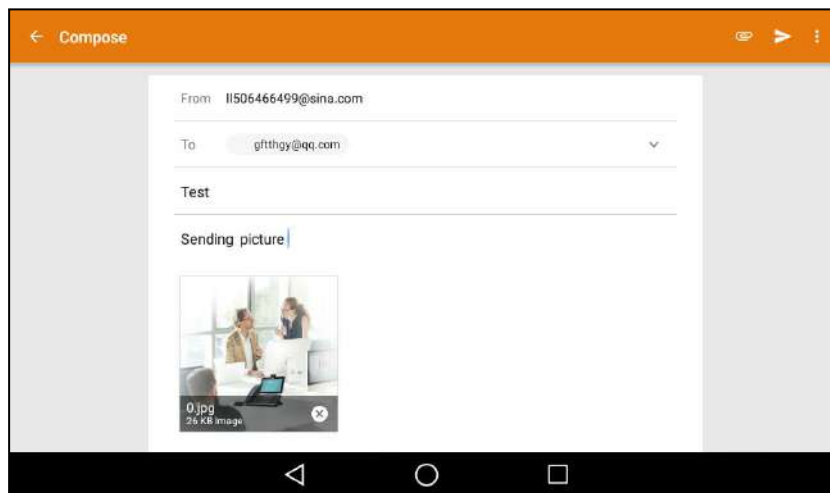 Compose
From ll506466499@sina.com
To gftthgy@qq.com
Test
Sending picture
0.jpg
26 KB Image